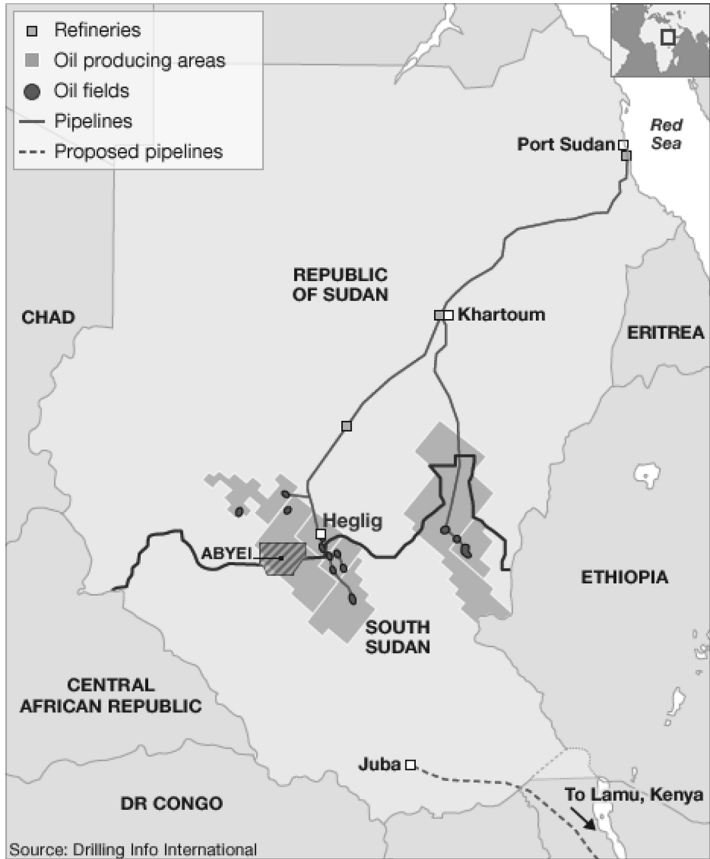 Refineries
Oil producing areas
Oil fields
Pipelines
Proposed pipelines
Port Sudan
Red
Sea
REPUBLIC
OF SUDAN
CHAD
Khartoum
ERITREA
Heglig
ABYEI
ETHIOPIA
SOUTH
SUDAN
CENTRAL
AFRICAN REPUBLIC
Juba
To Lamu, Kenya
DR CONGO
Source: Drilling Info International